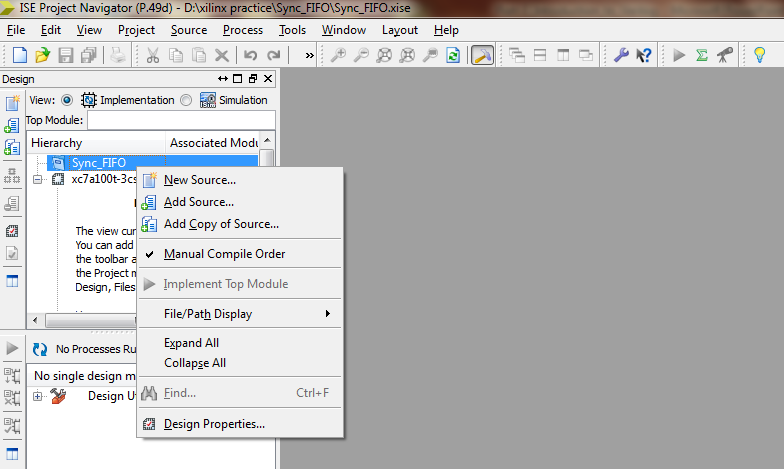 ISE Project Navigator (P.49d) - D:\xilinx practice\Sync_FIFO\Sync_FIFO.xise
File Edit View Project Source Process Tools Window Layout Help
Design
View: Implementation Simulation
Top Module:
Hierarchy Associated Modu
Sync_FIFO
xc7a100t-3cs
The view cur
You can add
the toolbar a
the Project m
Design, Files
New Source...
Add Source...
Add Copy of Source...
Manual Compile Order
Implement Top Module
File/Path Display
Expand All
Collapse All
Find... Ctrl+F
Design Properties...
No Processes Ru
No single design m
Design Ut